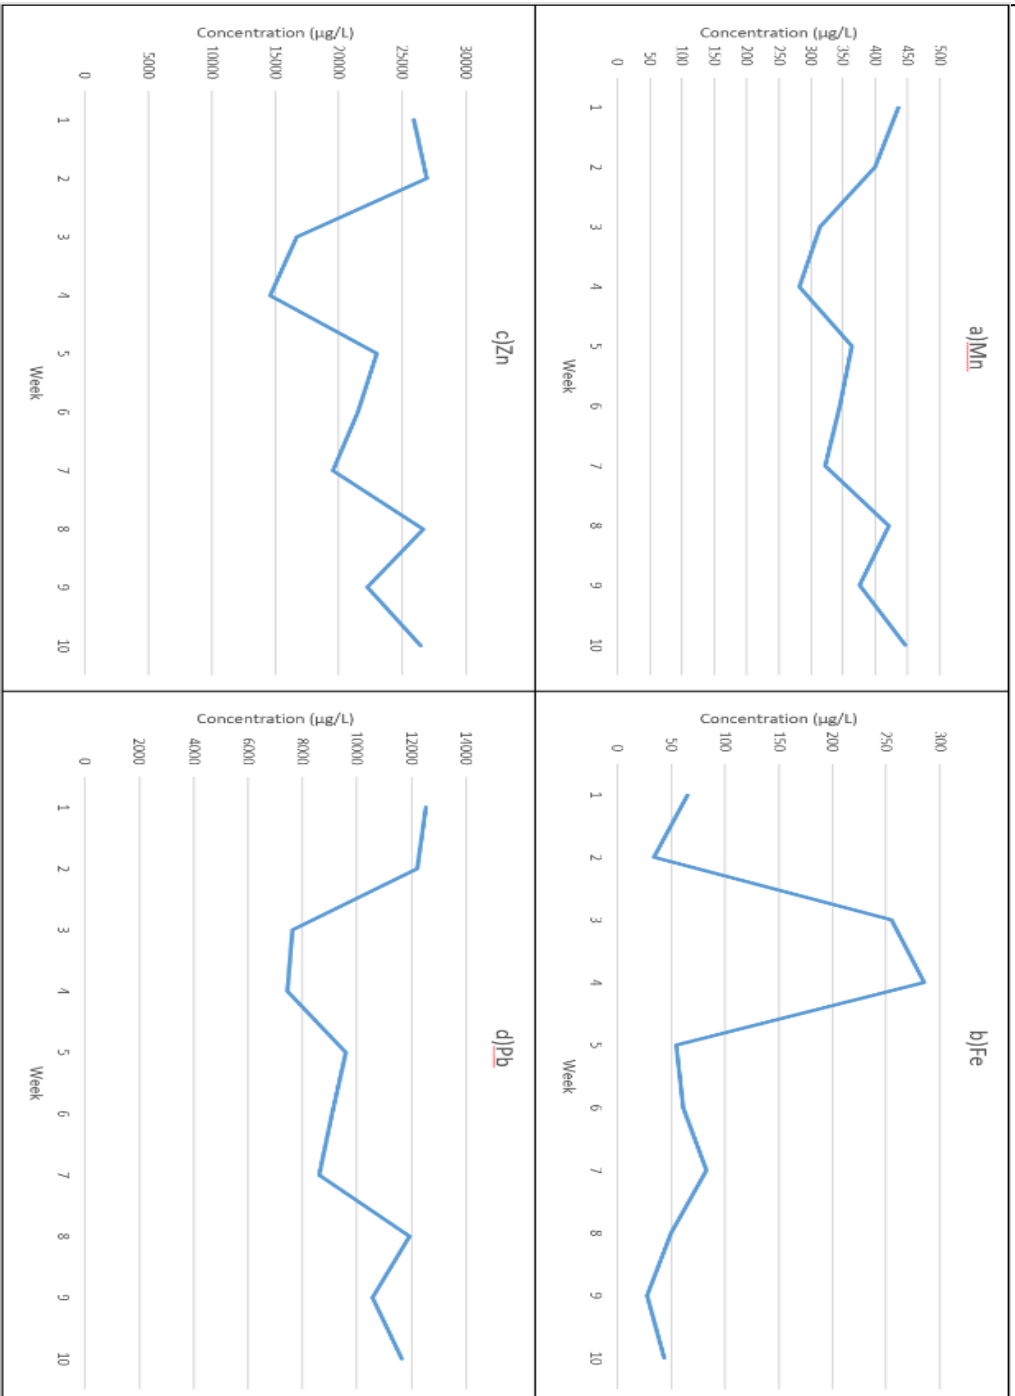 a)Mn
Concentration (µg/L)
500
450
400
350
300
250
200
150
100
50
0
1 2 3 4 5 6 7 8 9 10
Week
b)Fe
Concentration (µg/L)
300
250
200
150
100
50
0
1 2 3 4 5 6 7 8 9 10
Week
c)Zn
Concentration (µg/L)
30000
25000
20000
15000
10000
5000
0
1 2 3 4 5 6 7 8 9 10
Week
d)Pb
Concentration (µg/L)
14000
12000
10000
8000
6000
4000
2000
0
1 2 3 4 5 6 7 8 9 10
Week